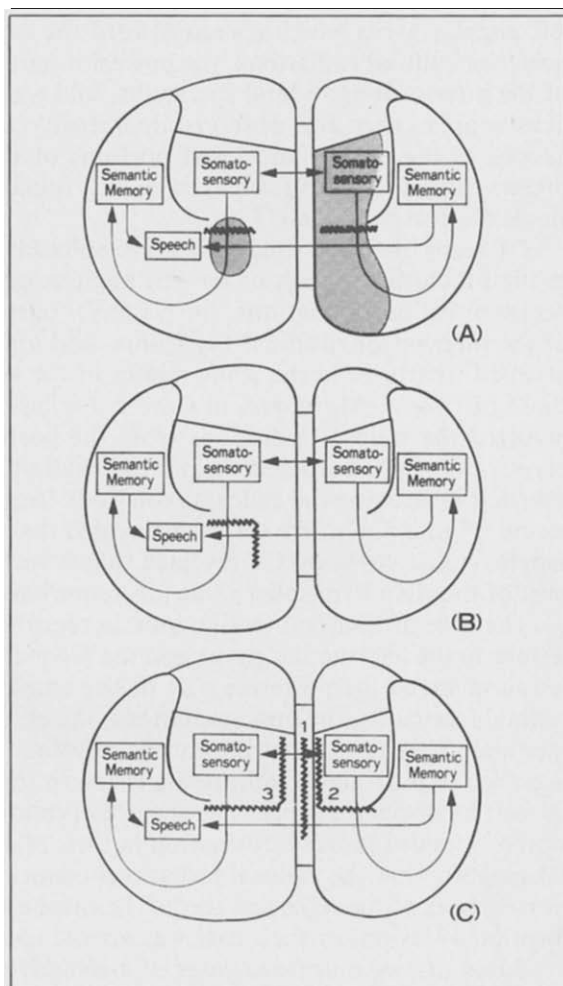 Somato-
sensory
Somato-
sensory
Semantic
Memory
Semantic
Memory
Speech
(A)
Somato-
sensory
Somato-
sensory
Semantic
Memory
Semantic
Memory
Speech
(B)
1
Somato-
sensory
Somato-
sensory
Semantic
Memory
Semantic
Memory
3
2
Speech
(C)